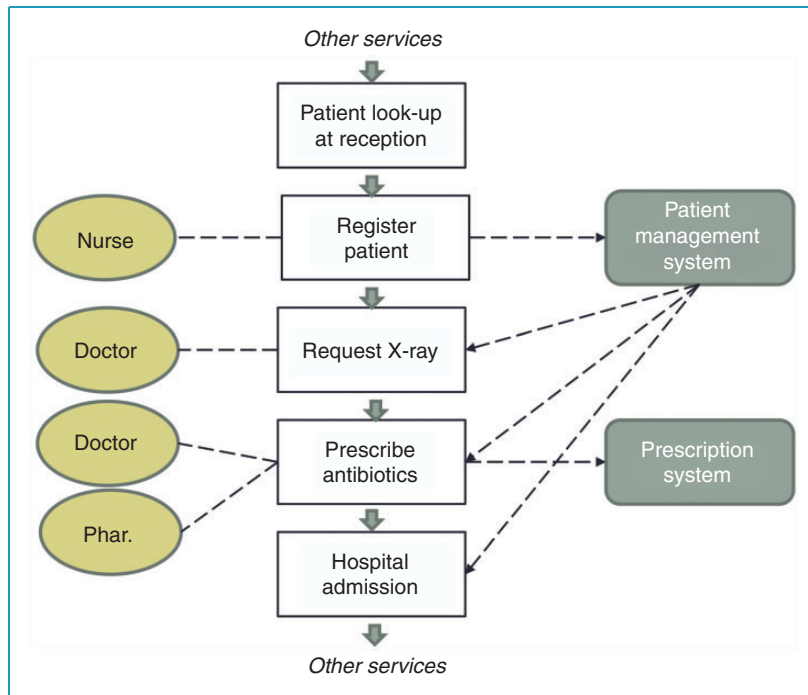 Other services
Patient look-up
at reception
Nurse
Register
patient
Patient
management
system
Doctor
Request X-ray
Doctor
Phar.
Prescribe
antibiotics
Prescription
system
Hospital
admission
Other services